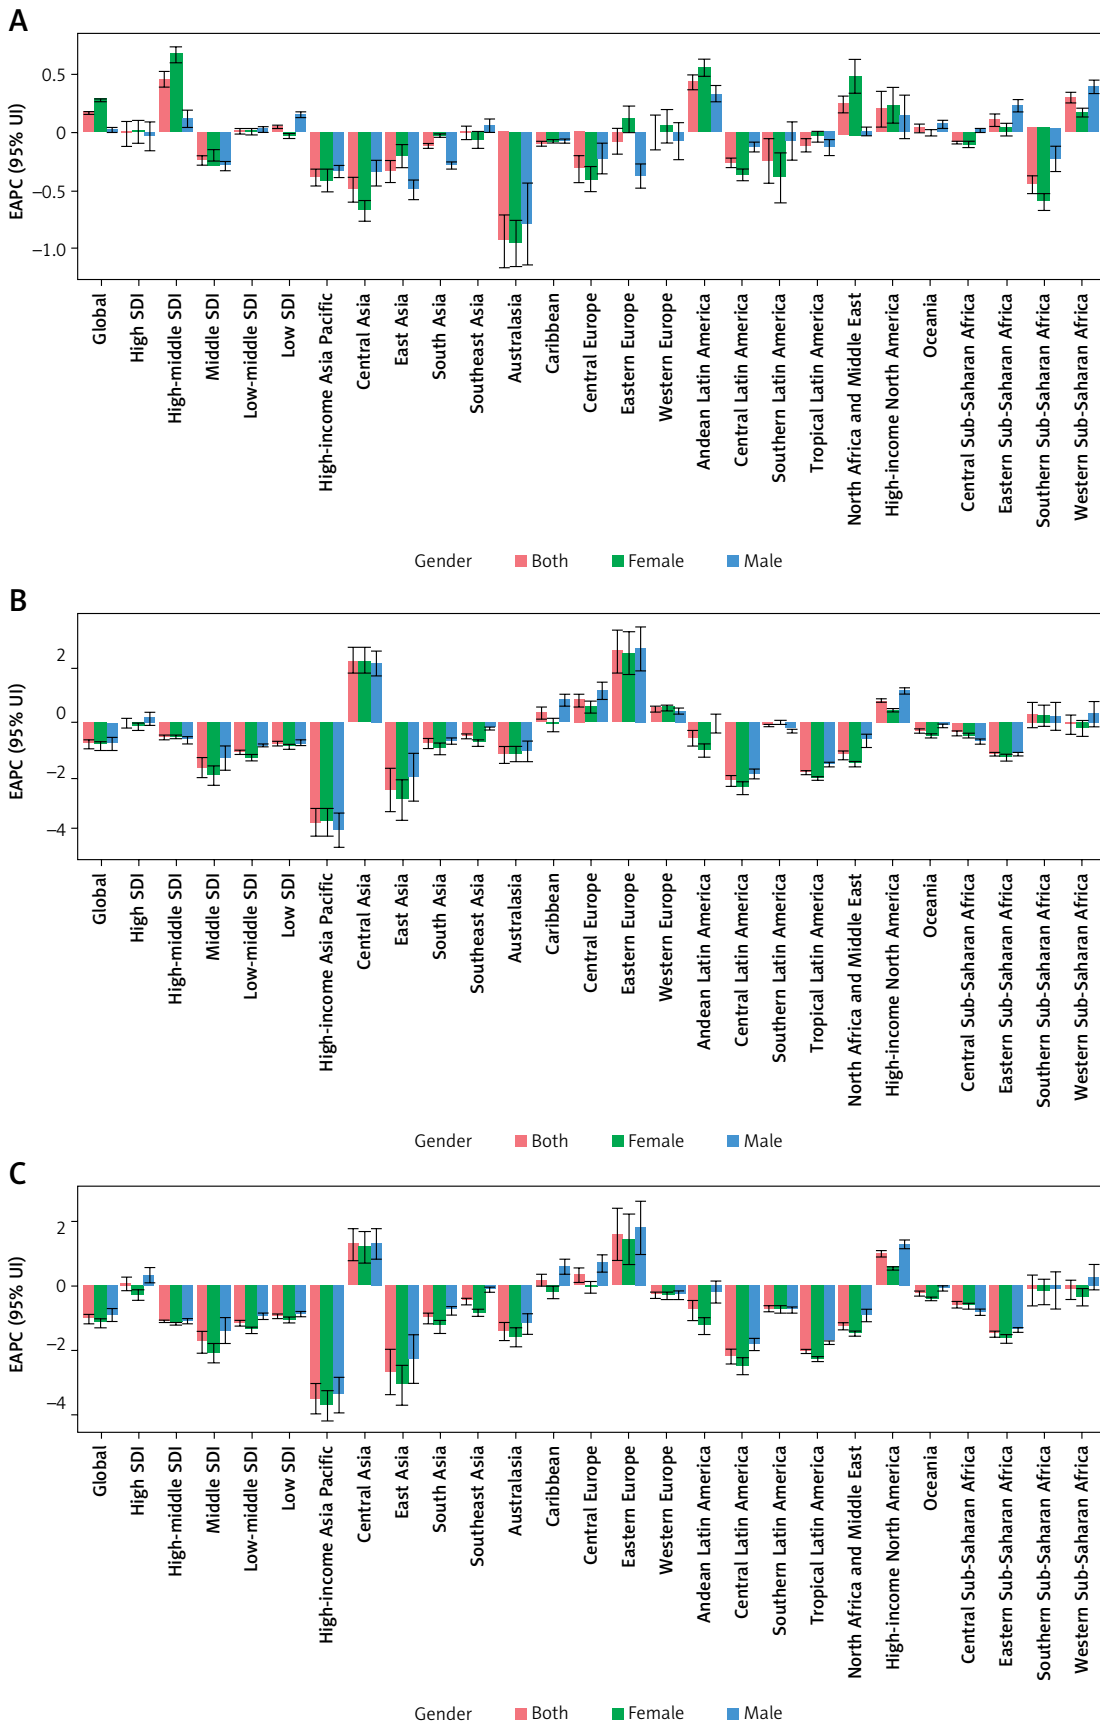 A
EAPC (95% UI)
0.5
0
–0.5
–1.0
Global
High SDI
High-middle SDI
Middle SDI
Low-middle SDI
Low SDI
High-income Asia Pacific
Central Asia
East Asia
South Asia
Southeast Asia
Australasia
Caribbean
Central Europe
Eastern Europe
Western Europe
Andean Latin America
Central Latin America
Southern Latin America
Tropical Latin America
North Africa and Middle East
High-income North America
Oceania
Central Sub-Saharan Africa
Eastern Sub-Saharan Africa
Southern Sub-Saharan Africa
Western Sub-Saharan Africa
Gender Both Female Male
B
EAPC (95% UI)
2
0
–2
–4
Global
High SDI
High-middle SDI
Middle SDI
Low-middle SDI
Low SDI
High-income Asia Pacific
Central Asia
East Asia
South Asia
Southeast Asia
Australasia
Caribbean
Central Europe
Eastern Europe
Western Europe
Andean Latin America
Central Latin America
Southern Latin America
Tropical Latin America
North Africa and Middle East
High-income North America
Oceania
Central Sub-Saharan Africa
Eastern Sub-Saharan Africa
Southern Sub-Saharan Africa
Western Sub-Saharan Africa
Gender Both Female Male
C
EAPC (95% UI)
2
0
–2
–4
Global
High SDI
High-middle SDI
Middle SDI
Low-middle SDI
Low SDI
High-income Asia Pacific
Central Asia
East Asia
South Asia
Southeast Asia
Australasia
Caribbean
Central Europe
Eastern Europe
Western Europe
Andean Latin America
Central Latin America
Southern Latin America
Tropical Latin America
North Africa and Middle East
High-income North America
Oceania
Central Sub-Saharan Africa
Eastern Sub-Saharan Africa
Southern Sub-Saharan Africa
Western Sub-Saharan Africa
Gender Both Female Male